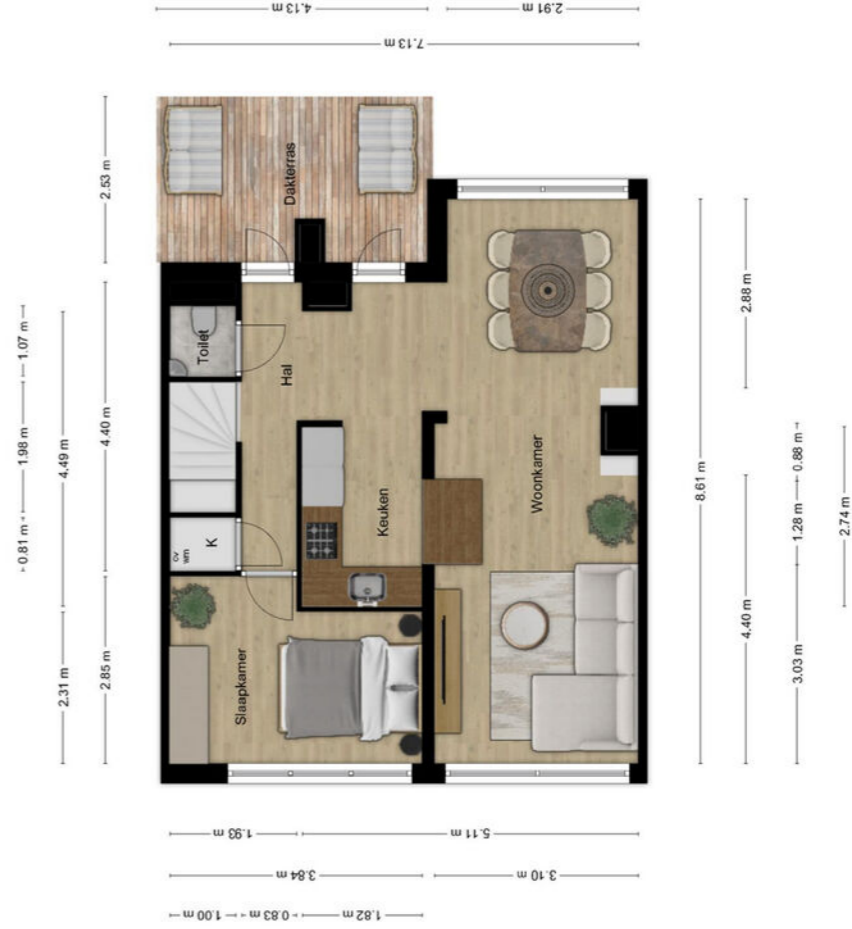 4.13 m
2.91 m
7.13 m
2.53 m
Dakterras
1.07 m
1.98 m
0.81 m
4.49 m
2.31 m
4.40 m
2.85 m
Toilet
Hal
K
cv
wm
Keuken
Woonkamer
Slaapkamer
8.61 m
2.88 m
4.40 m
0.88 m
1.28 m
3.03 m
2.74 m
1.93 m
5.11 m
3.84 m
3.10 m
1.00 m
0.83 m
1.82 m